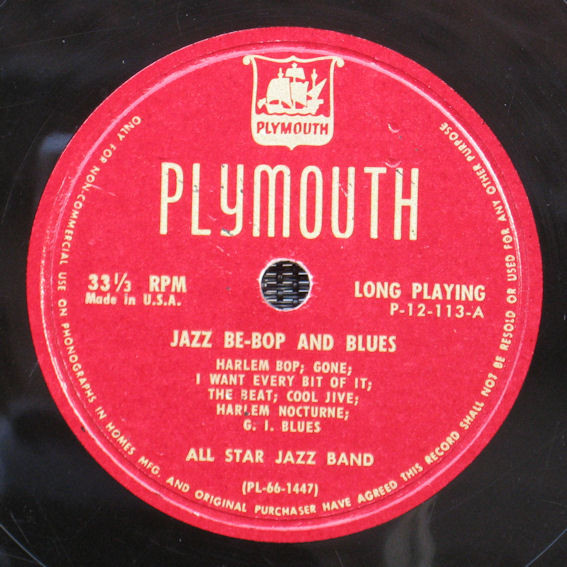 PLYMOUTH
PLYMOUTH
33⅓ RPM
Made in U.S.A.
LONG PLAYING
P-12-113-A
JAZZ BE-BOP AND BLUES
HARLEM BOP; GONE;
I WANT EVERY BIT OF IT;
THE BEAT; COOL JIVE;
HARLEM NOCTURNE;
G. I. BLUES
ALL STAR JAZZ BAND
(PL-66-1447)
ONLY FOR NON-COMMERCIAL USE ON PHONOGRAPHS IN HOMES MFG. AND ORIGINAL PURCHASER HAVE AGREED THIS RECORD SHALL NOT BE RESOLD OR USED FOR ANY OTHER PURPOSE